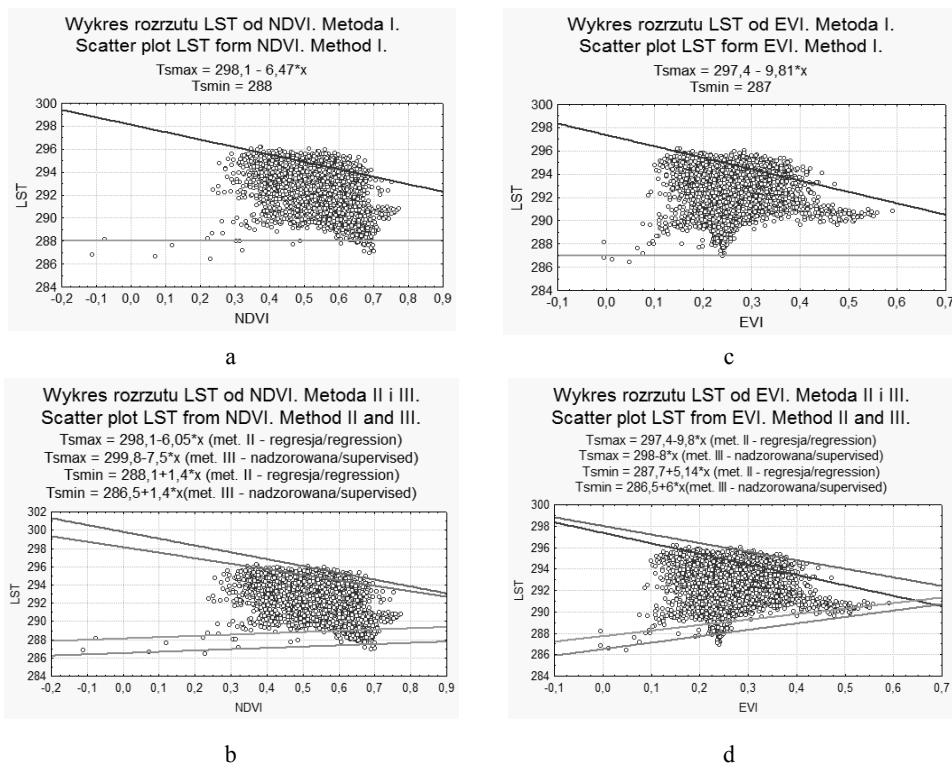 Wykres rozrzutu LST od NDVI. Metoda I.
Scatter plot LST form NDVI. Method I.
Tsmax = 298,1 - 6,47*x
Tsmin = 288
300
298
296
294
292
290
288
286
284
LST
-0,2 -0,1 0,0 0,1 0,2 0,3 0,4 0,5 0,6 0,7 0,8 0,9
NDVI
a
Wykres rozrzutu LST od EVI. Metoda I.
Scatter plot LST form EVI. Method I.
Tsmax = 297,4 - 9,81*x
Tsmin = 287
300
298
296
294
292
290
288
286
284
LST
-0,1 0,0 0,1 0,2 0,3 0,4 0,5 0,6 0,7
EVI
c
Wykres rozrzutu LST od NDVI. Metoda II i III.
Scatter plot LST from NDVI. Method II and III.
Tsmax = 298,1-6,05*x (met. II - regresja/regression)
Tsmax = 299,8-7,5*x (met. III - nadzorowana/supervised)
Tsmin = 288,1+1,4*x (met. II - regresja/regression)
Tsmin = 286,5+1,4*x(met. III - nadzorowana/supervised)
302
300
298
296
294
292
290
288
286
284
LST
-0,2 -0,1 0,0 0,1 0,2 0,3 0,4 0,5 0,6 0,7 0,8 0,9
NDVI
b
Wykres rozrzutu LST od EVI. Metoda II i III.
Scatter plot LST from EVI. Method II and III.
Tsmax = 297,4-9,8*x (met. II - regresja/regression)
Tsmax = 298-8*x (met. III - nadzorowana/supervised)
Tsmin = 287,7+5,14*x (met. II - regresja/regression)
Tsmin = 286,5+6*x(met. III - nadzorowana/supervised)
300
298
296
294
292
290
288
286
284
LST
-0,1 0,0 0,1 0,2 0,3 0,4 0,5 0,6 0,7
EVI
d